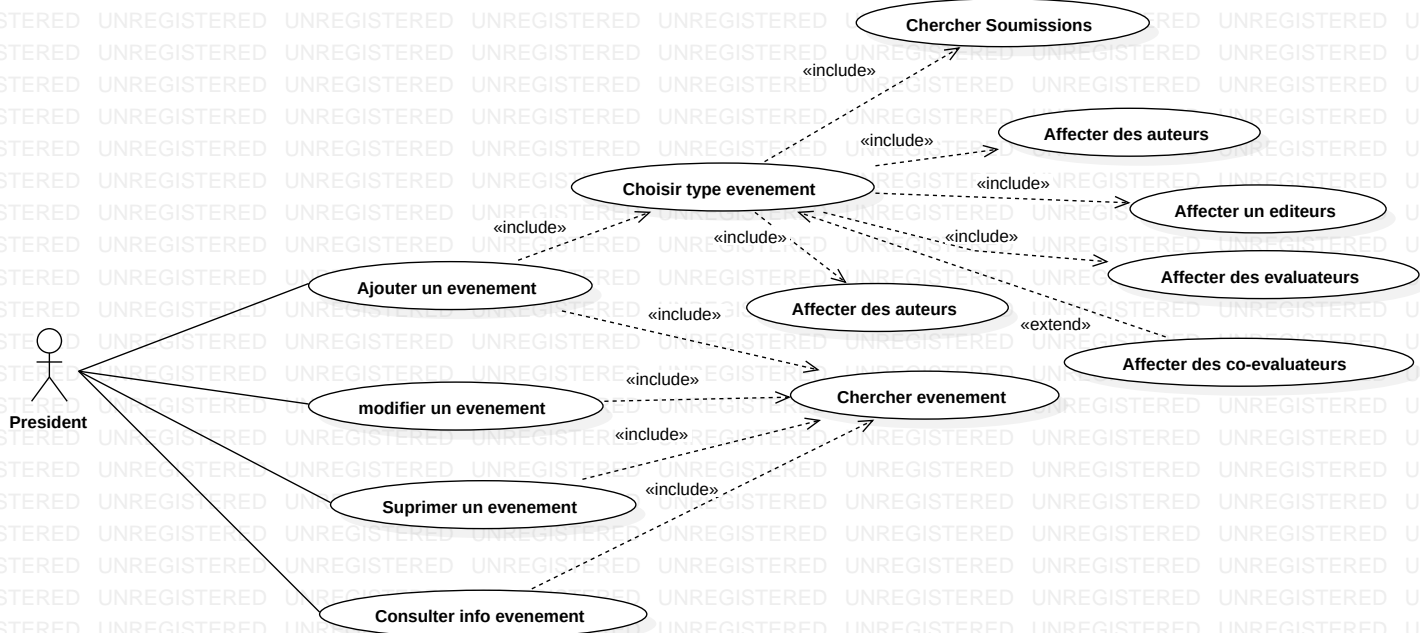 Chercher Soumissions
«include»
Affecter des auteurs
«include»
Choisir type evenement
«include»
Affecter un editeurs
«include»
«include»
«include»
Affecter des evaluateurs
Ajouter un evenement
Affecter des auteurs
«include»
«extend»
Affecter des co-evaluateurs
«include»
Chercher evenement
modifier un evenement
President
«include»
«include»
Suprimer un evenement
Consulter info evenement
UNREGISTERED